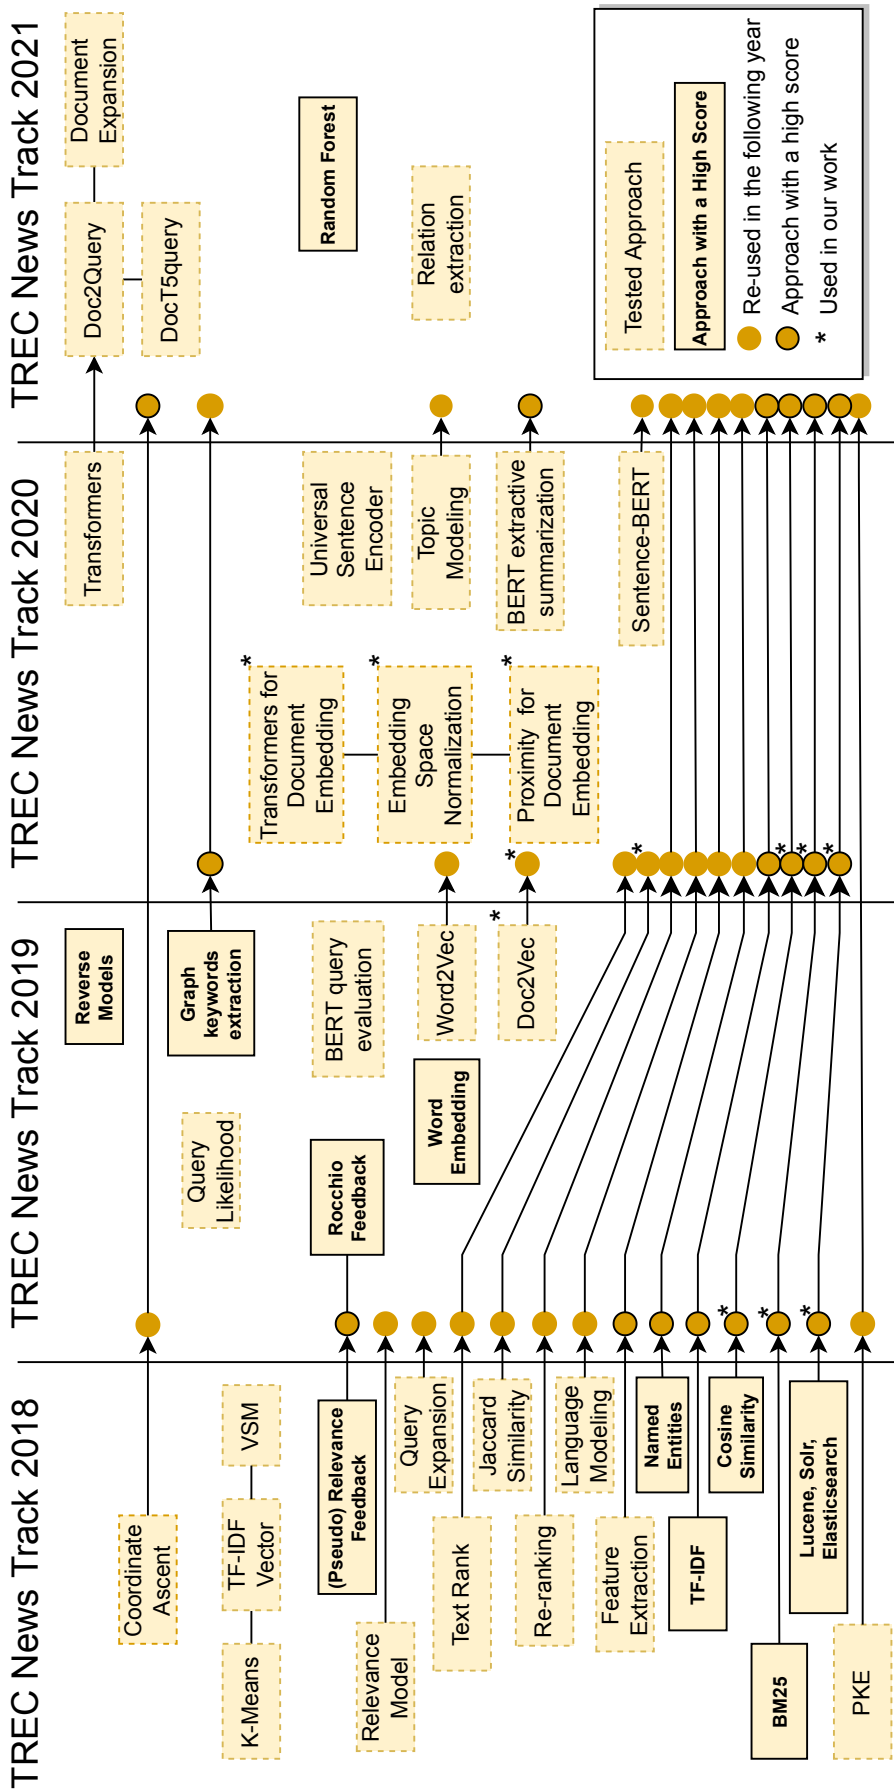 TREC News Track 2018
TREC News Track 2019
TREC News Track 2020
TREC News Track 2021
Coordinate
Ascent
K-Means
TF-IDF
Vector
VSM
(Pseudo) Relevance
Feedback
Relevance
Model
Query
Expansion
Text Rank
Jaccard
Similarity
Re-ranking
Language
Modeling
Feature
Extraction
Named
Entities
TF-IDF
Cosine
Similarity
*
BM25
*
Lucene, Solr,
Elasticsearch
*
PKE
Reverse
Models
Query
Likelihood
Graph
keywords
extraction
Rocchio
Feedback
BERT query
evaluation
Word
Embedding
Word2Vec
Doc2Vec
*
*
*
*
*
*
Transformers
Transformers for
Document
Embedding
*
Embedding
Space
Normalization
*
Proximity for
Document
Embedding
*
Universal
Sentence
Encoder
Topic
Modeling
BERT extractive
summarization
Sentence-BERT
Doc2Query
Document
Expansion
DocT5query
Random Forest
Relation
extraction
Tested Approach
Approach with a High Score
Re-used in the following year
Approach with a high score
* Used in our work